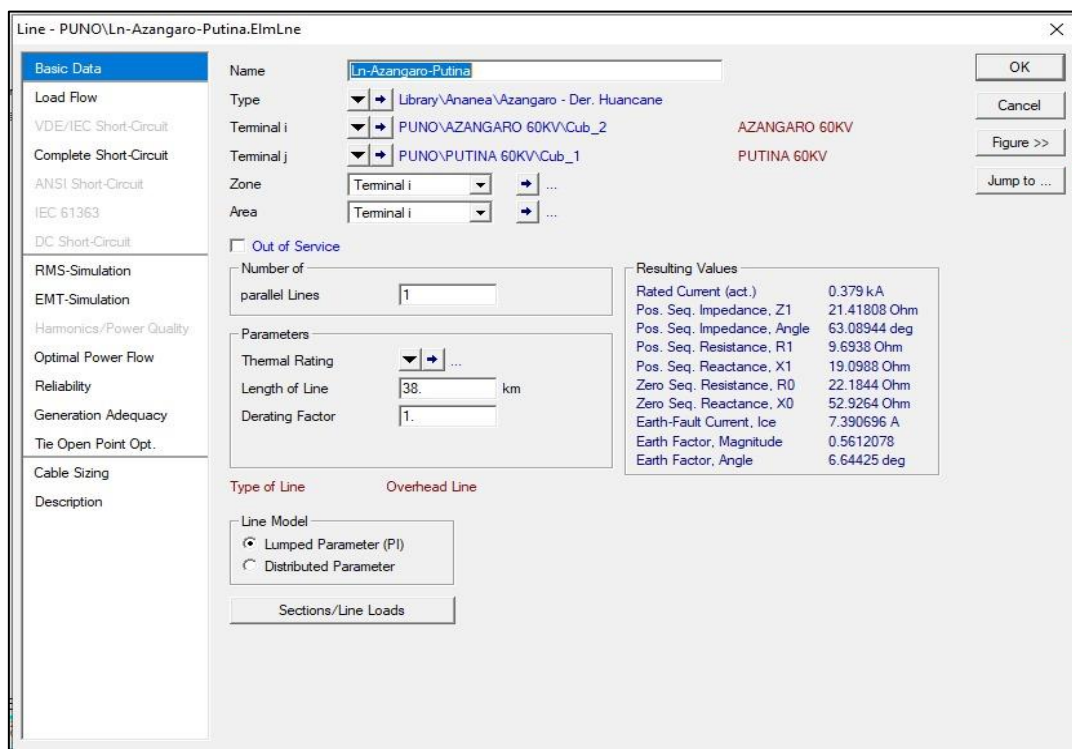 Line - PUNO\Ln-Azangaro-Putina.ElmLne
Basic Data
Load Flow
VDE/IEC Short-Circuit
Complete Short-Circuit
ANSI Short-Circuit
IEC 61363
DC Short-Circuit
RMS-Simulation
EMT-Simulation
Harmonics/Power Quality
Optimal Power Flow
Reliability
Generation Adequacy
Tie Open Point Opt.
Cable Sizing
Description
Name Ln-Azangaro-Putina
Type Library\Ananea\Azangaro - Der. Huancane
Terminal i PUNO\AZANGARO 60KV\Cub_2 AZANGARO 60KV
Terminal j PUNO\PUTINA 60KV\Cub_1 PUTINA 60KV
Zone Terminal i ...
Area Terminal i ...
Out of Service
Number of
parallel Lines 1
Parameters
Thermal Rating ...
Length of Line 38. km
Derating Factor 1.
Resulting Values
Rated Current (act.) 0.379 kA
Pos. Seq. Impedance, Z1 21.41808 Ohm
Pos. Seq. Impedance, Angle 63.08944 deg
Pos. Seq. Resistance, R1 9.6938 Ohm
Pos. Seq. Reactance, X1 19.0988 Ohm
Zero Seq. Resistance, R0 22.1844 Ohm
Zero Seq. Reactance, X0 52.9264 Ohm
Earth-Fault Current, Ice 7.390696 A
Earth Factor, Magnitude 0.5612078
Earth Factor, Angle 6.64425 deg
Type of Line Overhead Line
Line Model
Lumped Parameter (PI)
Distributed Parameter
Sections/Line Loads
OK
Cancel
Figure >>
Jump to ...